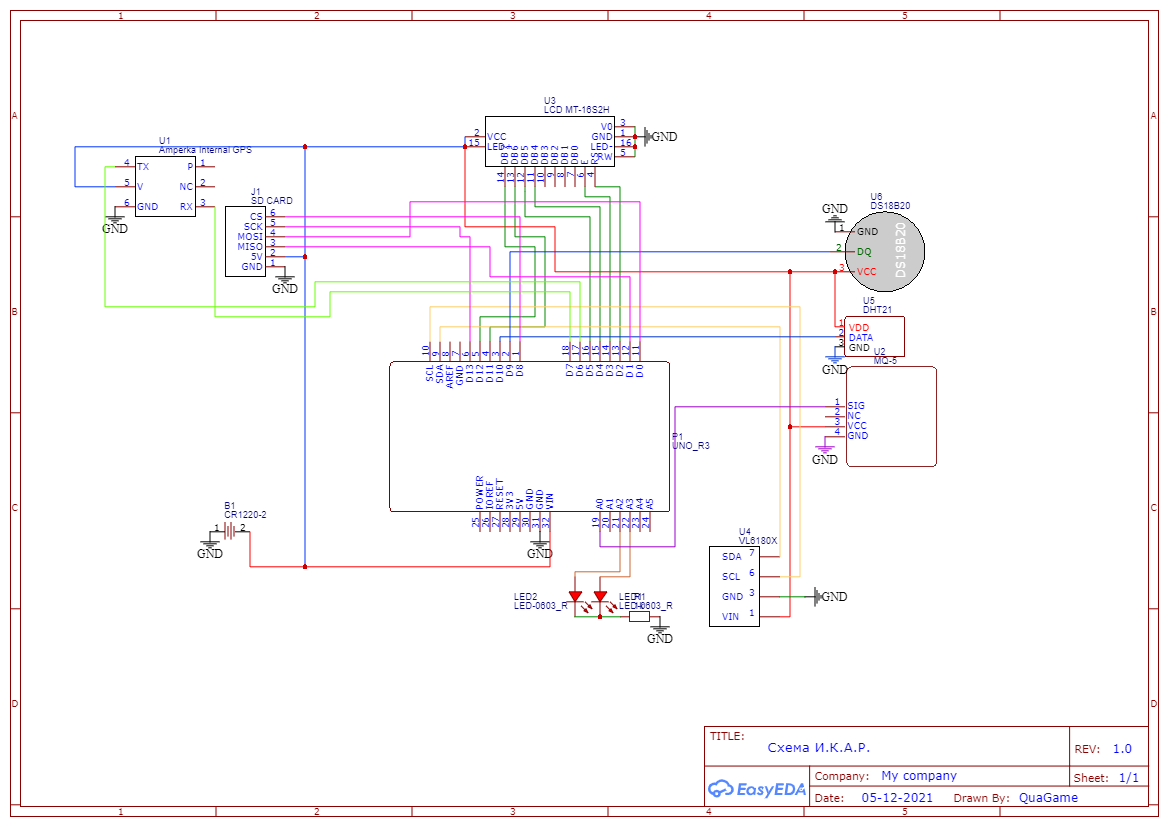 1 2 3 4 5
A A
B B
C C
D D
1 2 3 4 5
U3
LCD MT-16S2H
2 VCC
15 LED+
V0 3
GND 1
LED- 16
RW 5
GND
DB7 DB6 DB5 DB4 DB3 DB2 DB1 DB0 E RS
14 13 12 11 10 9 8 7 6 4
U1
Amperka Internal GPS
4 TX P 1
5 V NC 2
6 GND RX 3
GND
J1
SD CARD
CS 6
SCK 5
MOSI 4
MISO 3
5V 2
GND 1
GND
U6
DS18B20
GND
1 GND
2 DQ
3 VCC
DS18B20
U5
DHT21
1 VDD
2 DATA
3 GND
GND
U2
MQ-5
1 SIG
2 NC
3 VCC
4 GND
GND
10 9 8 7 6 5 4 3 2 1 18 17 16 15 14 13 12 11
SCL SDA AREF GND D13 D12 D11 D10 D9 D8 D7 D6 D5 D4 D3 D2 D1 D0
P1
UNO_R3
POWER IOREF RESET 3V3 5V GND GND VIN A0 A1 A2 A3 A4 A5
25 26 27 28 29 30 31 32 19 20 21 22 23 24
GND
B1
CR1220-2
1 2
GND
LED2
LED-0603_R
LED1
LED-0603_R
R1
GND
U4
VL6180X
SDA 7
SCL 6
GND 3
VIN 1
GND
TITLE:
Схема И.К.А.Р.
REV: 1.0
EasyEDA
Company: My company
Sheet: 1/1
Date: 05-12-2021 Drawn By: QuaGame